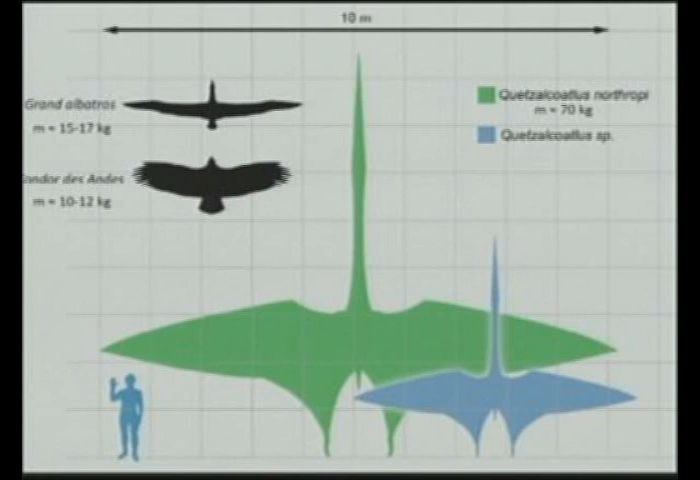 10 m
Grand albatros
m = 15-17 kg
ondor des Andes
m = 10-12 kg
Quetzalcoatlus northropi
m = 70 kg
Quetzalcoatlus sp.